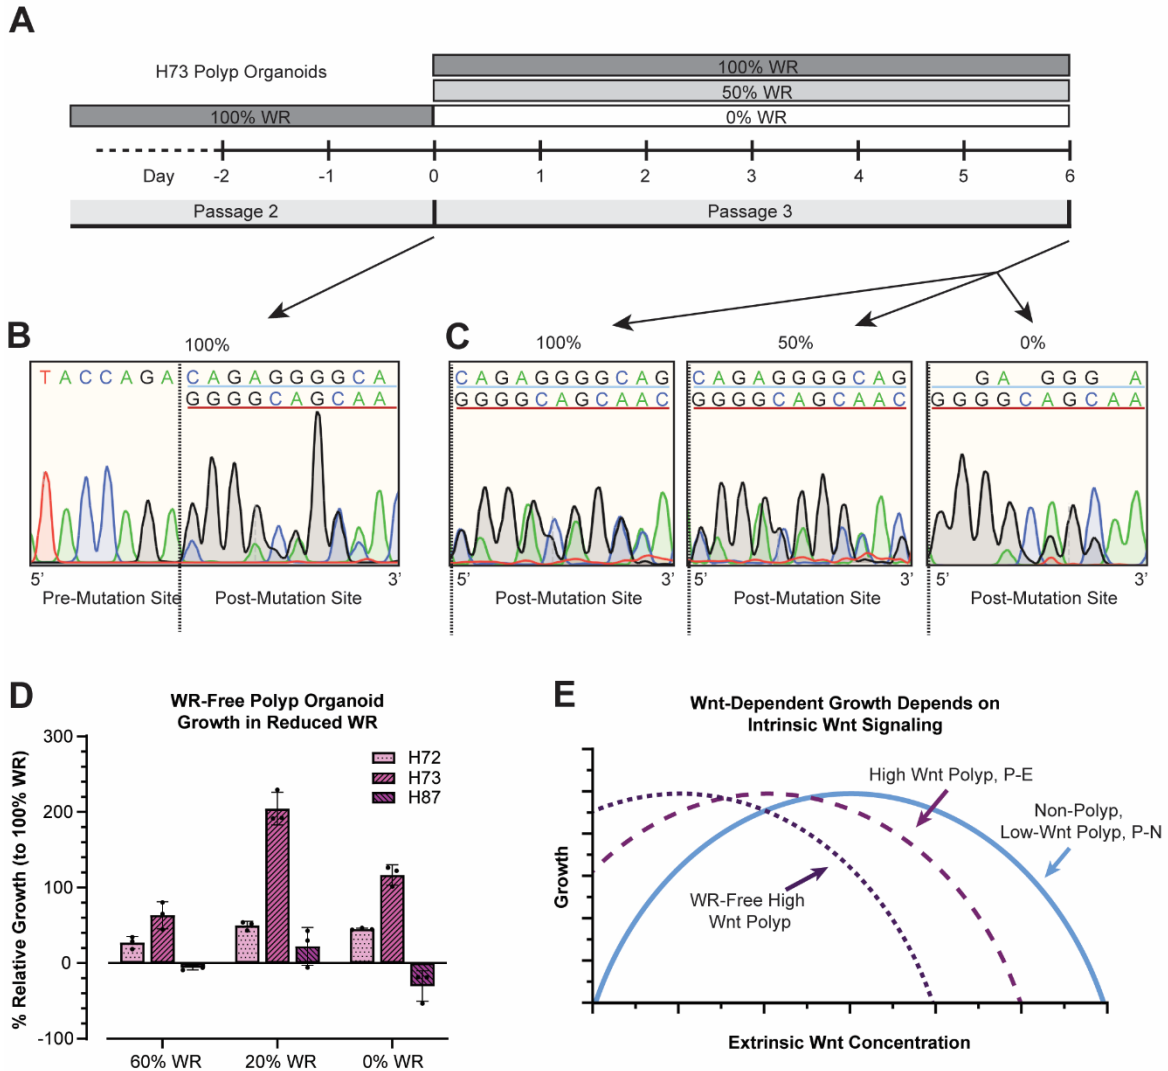 A
H73 Polyp Organoids
100% WR
50% WR
100% WR
0% WR
Day
-2
-1
0
1
2
3
4
5
6
Passage 2
Passage 3
B
100%
T A C C A G A C A G A G G G G C A
G G G G C A G C A A
5'
3'
Pre-Mutation Site
Post-Mutation Site
C
100%
50%
0%
C A G A G G G G C A G
G G G G C A G C A A C
5'
3'
Post-Mutation Site
C A G A G G G G C A G
G G G G C A G C A A C
5'
3'
Post-Mutation Site
G A G G G A
G G G G C A G C A A
5'
3'
Post-Mutation Site
D
WR-Free Polyp Organoid
Growth in Reduced WR
% Relative Growth (to 100% WR)
300
200
100
0
-100
H72
H73
H87
60% WR
20% WR
0% WR
E
Wnt-Dependent Growth Depends on
Intrinsic Wnt Signaling
High Wnt Polyp, P-E
Non-Polyp,
Low-Wnt Polyp, P-N
WR-Free High
Wnt Polyp
Growth
Extrinsic Wnt Concentration